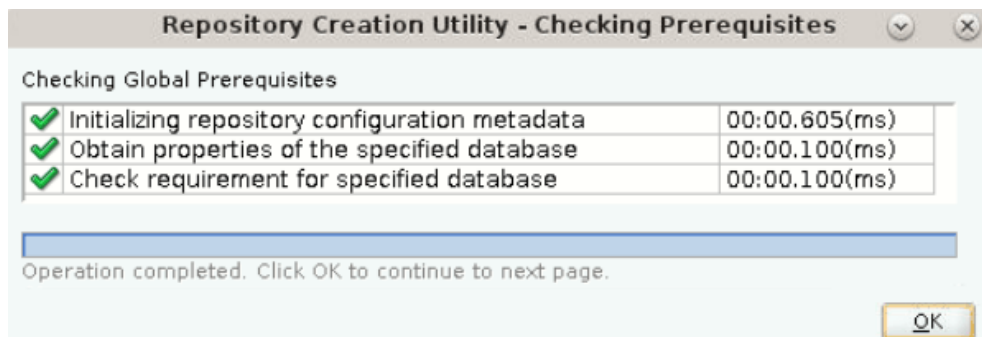 Repository Creation Utility - Checking Prerequisites
Checking Global Prerequisites
Initializing repository configuration metadata 00:00.605(ms)
Obtain properties of the specified database 00:00.100(ms)
Check requirement for specified database 00:00.100(ms)
Operation completed. Click OK to continue to next page.
OK